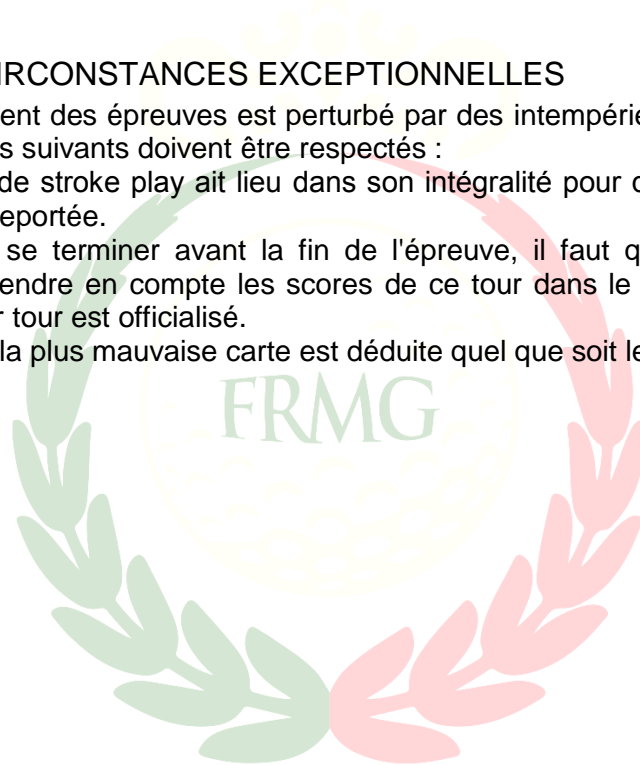 IRCONSTANCES EXCEPTIONNELLES
ent des épreuves est perturbé par des intempérie
s suivants doivent être respectés :
de stroke play ait lieu dans son intégralité pour
eportée.
se terminer avant la fin de l'épreuve, il faut
endre en compte les scores de ce tour dans le
r tour est officialisé.
la plus mauvaise carte est déduite quel que soit le
FRMG